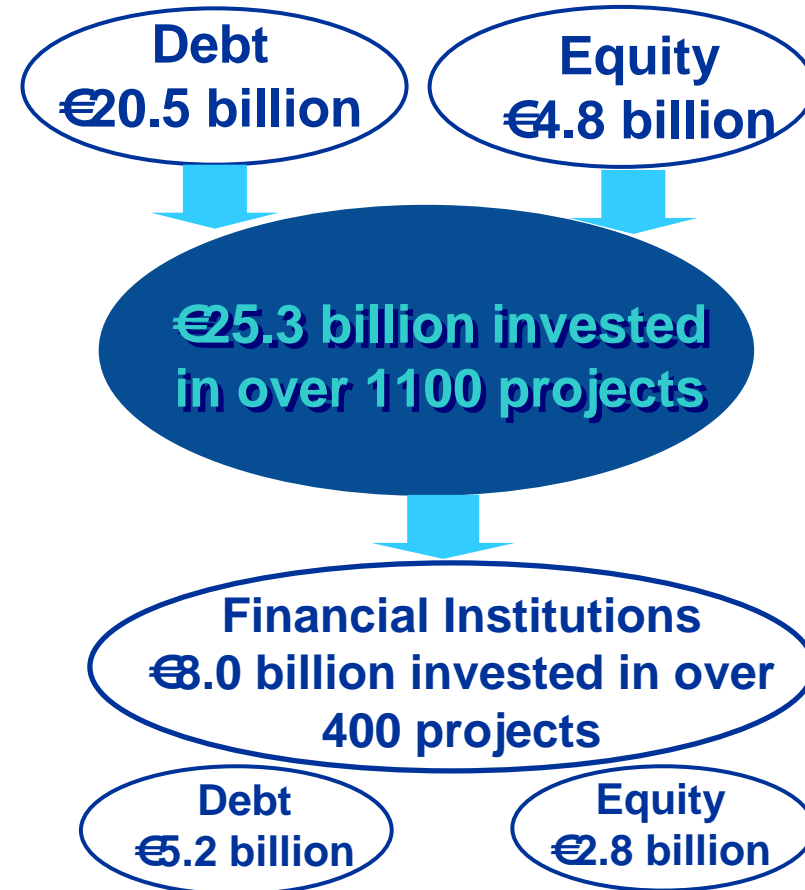 Debt
€20.5 billion
Equity
€4.8 billion
€25.3 billion invested
in over 1100 projects
Financial Institutions
€8.0 billion invested in over
400 projects
Debt
€5.2 billion
Equity
€2.8 billion